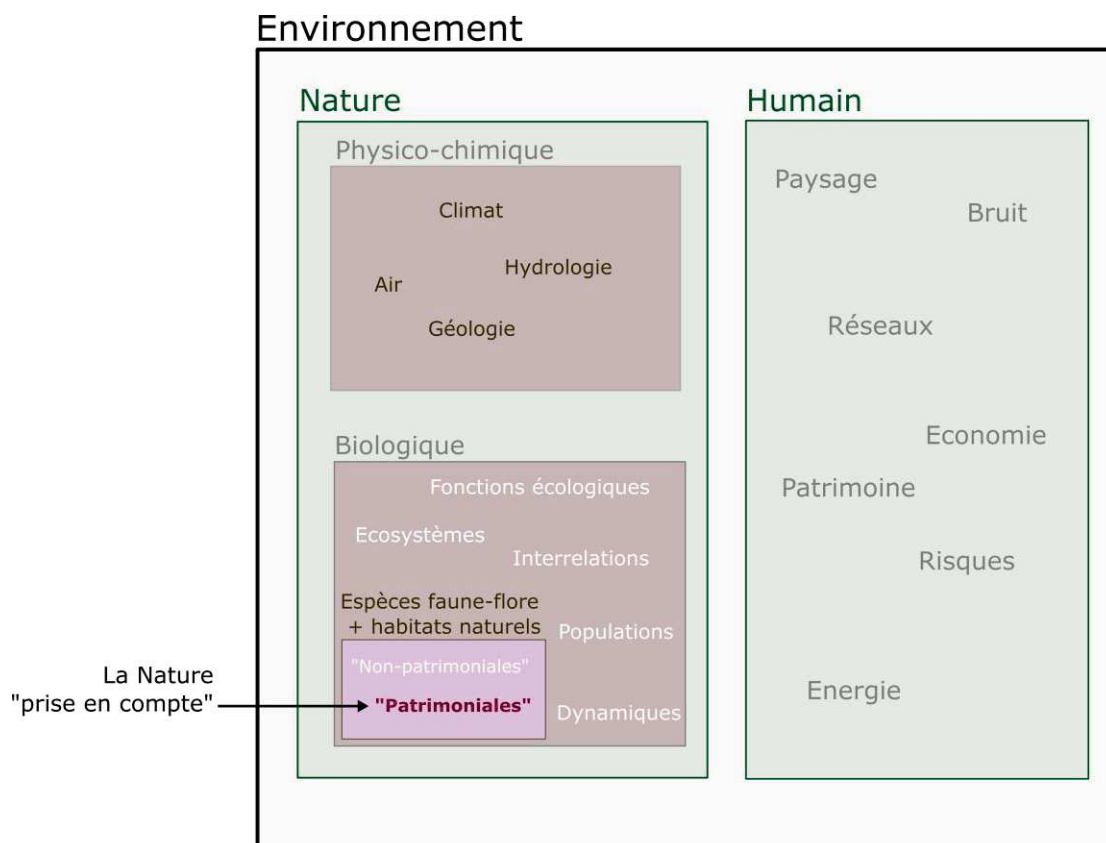 Environnement
Nature
Physico-chimique
Climat
Hydrologie
Air
Géologie
Biologique
Fonctions écologiques
Ecosystèmes
Interrelations
Espèces faune-flore
+ habitats naturels
Populations
"Non-patrimoniales"
"Patrimoniales"
Dynamiques
La Nature
"prise en compte"
Humain
Paysage
Bruit
Réseaux
Economie
Patrimoine
Risques
Energie